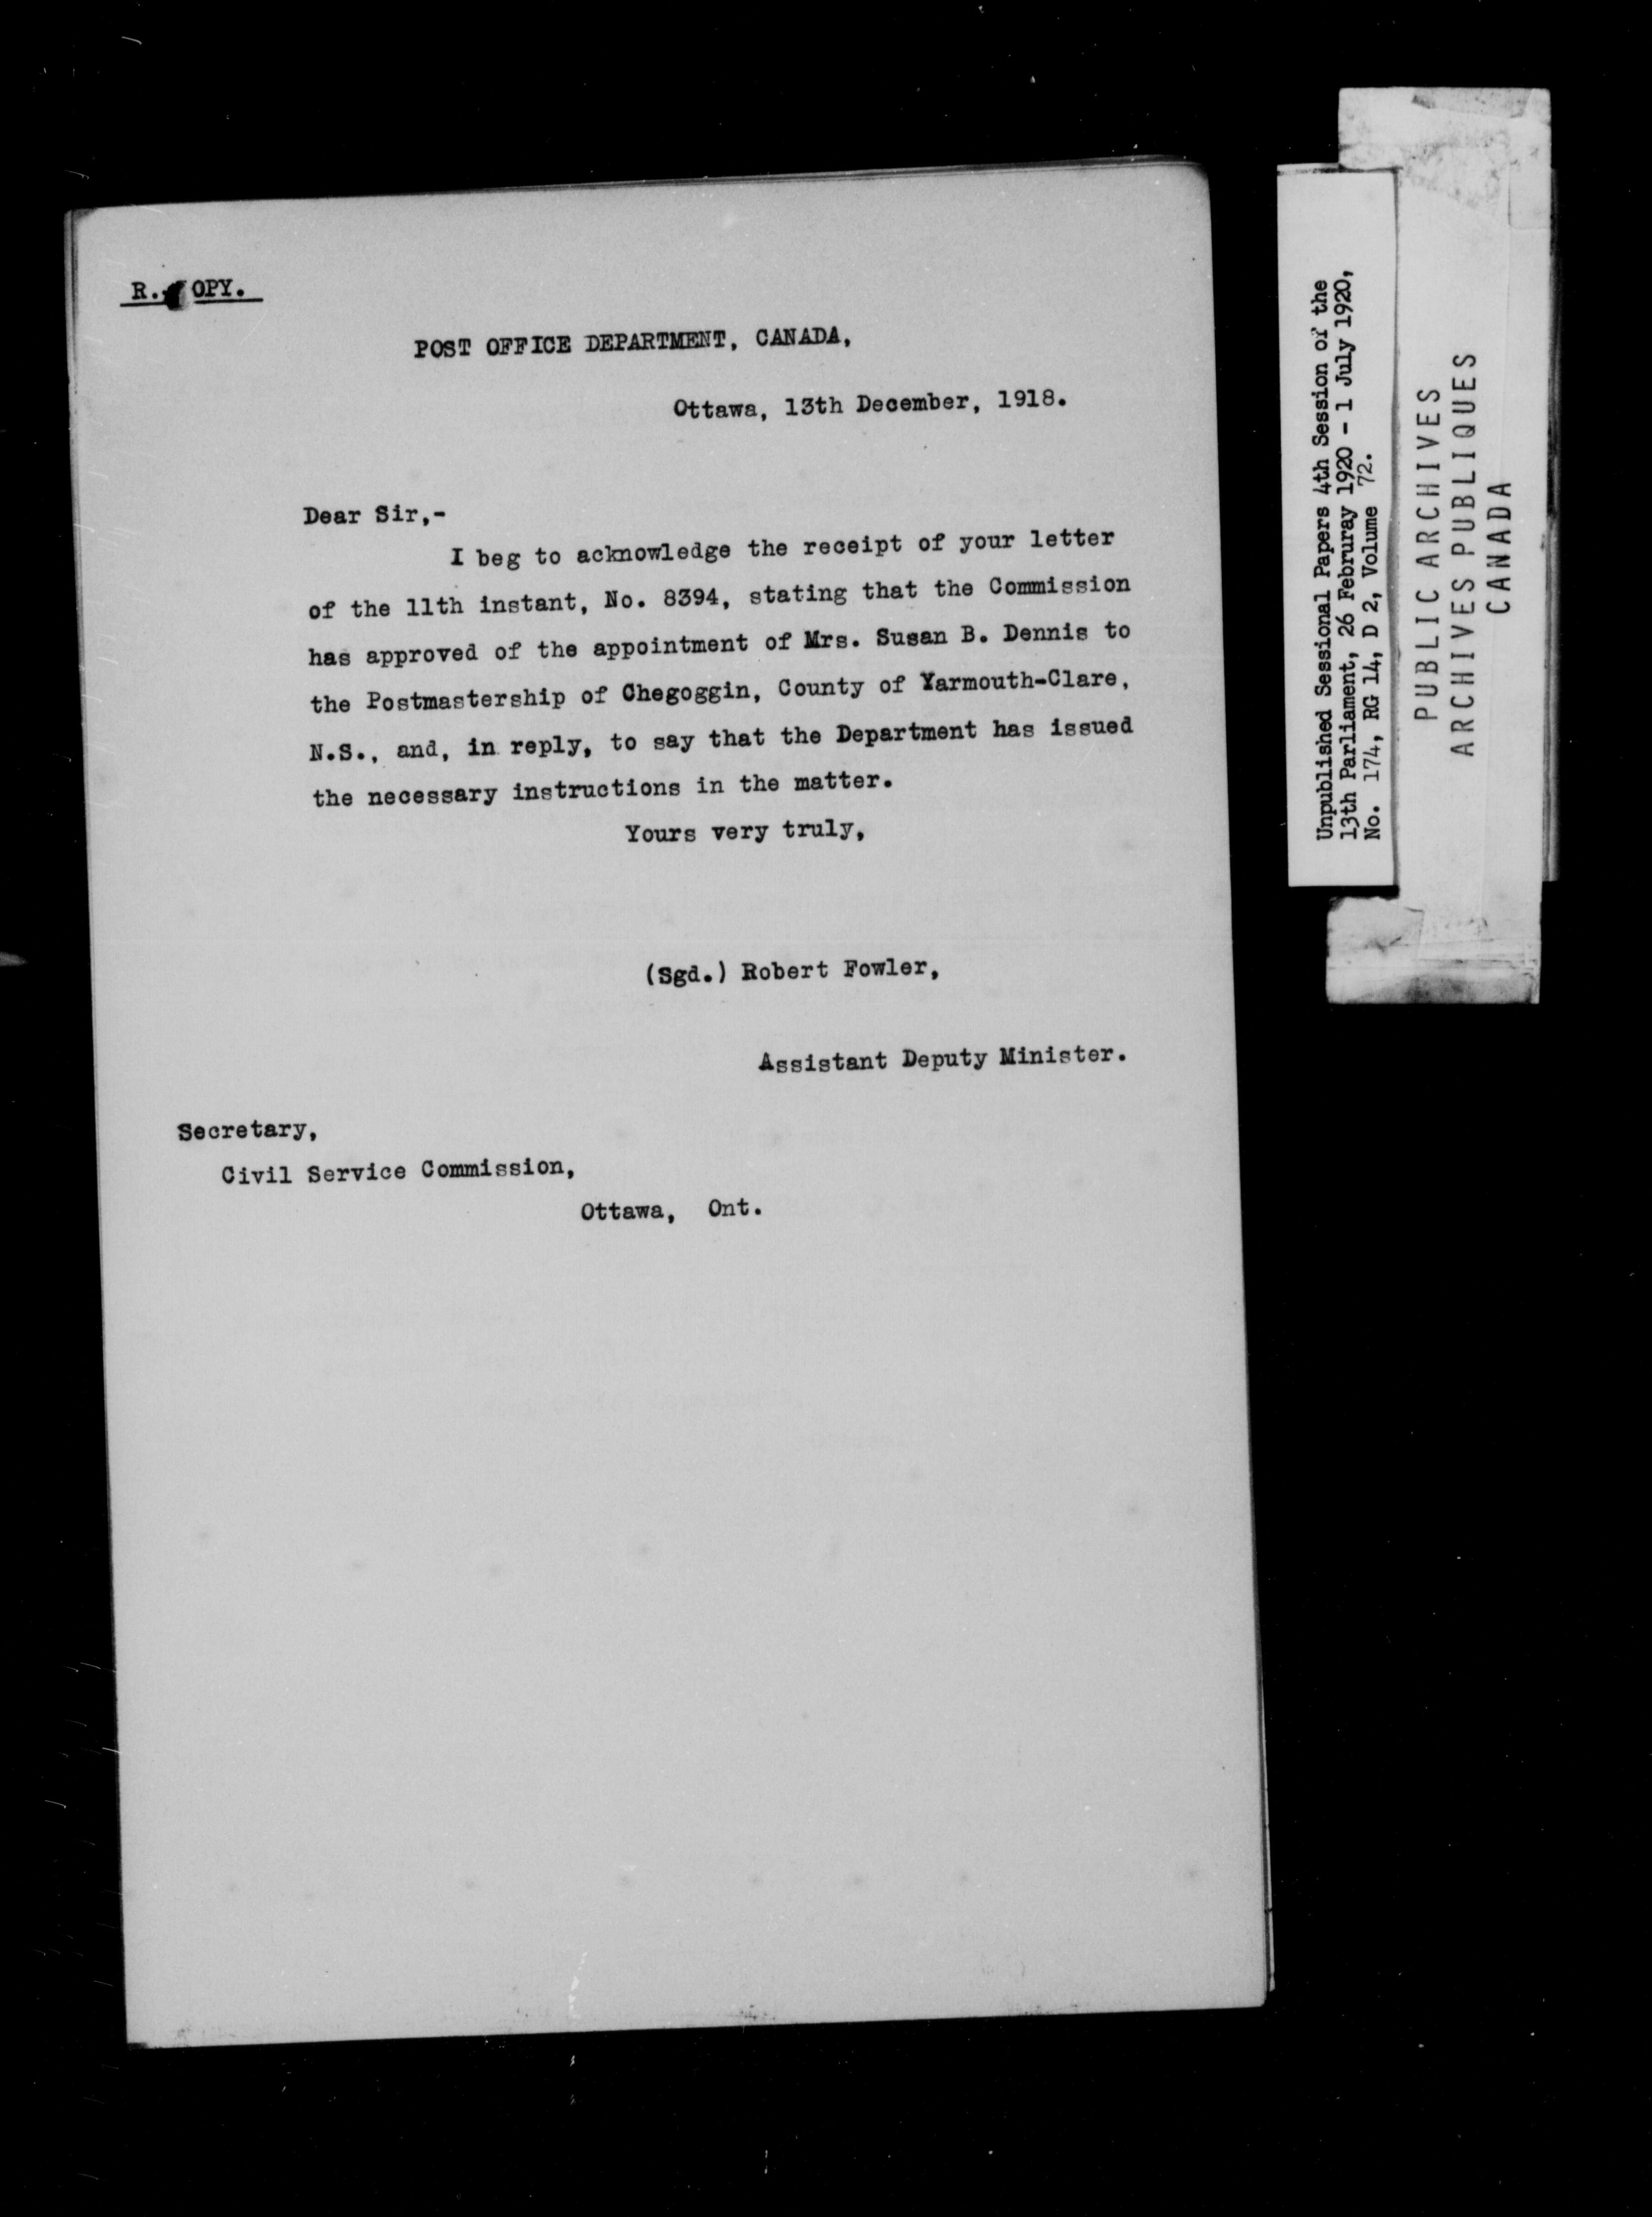 R. COPY.
POST OFFICE DEPARTMENT, CANADA,
Ottawa, 13th December, 1918.
Dear Sir,-
I beg to acknowledge the receipt of your letter
of the 11th instant, No. 8394, stating that the Commission
has approved of the appointment of Mrs. Susan B. Dennis to
the Postmastership of Chegoggin, County of Yarmouth-Clare,
N.S., and, in reply, to say that the Department has issued
the necessary instructions in the matter.
Yours very truly,
(Sgd.) Robert Fowler,
Assistant Deputy Minister.
Secretary,
Civil Service Commission,
Ottawa, Ont.
Unpublished Sessional Papers 4th Session of the
13th Parliament, 26 Februray 1920 - 1 July 1920,
No. 174, RG 14, D 2, Volume 72.
PUBLIC ARCHIVES
ARCHIVES PUBLIQUES
CANADA